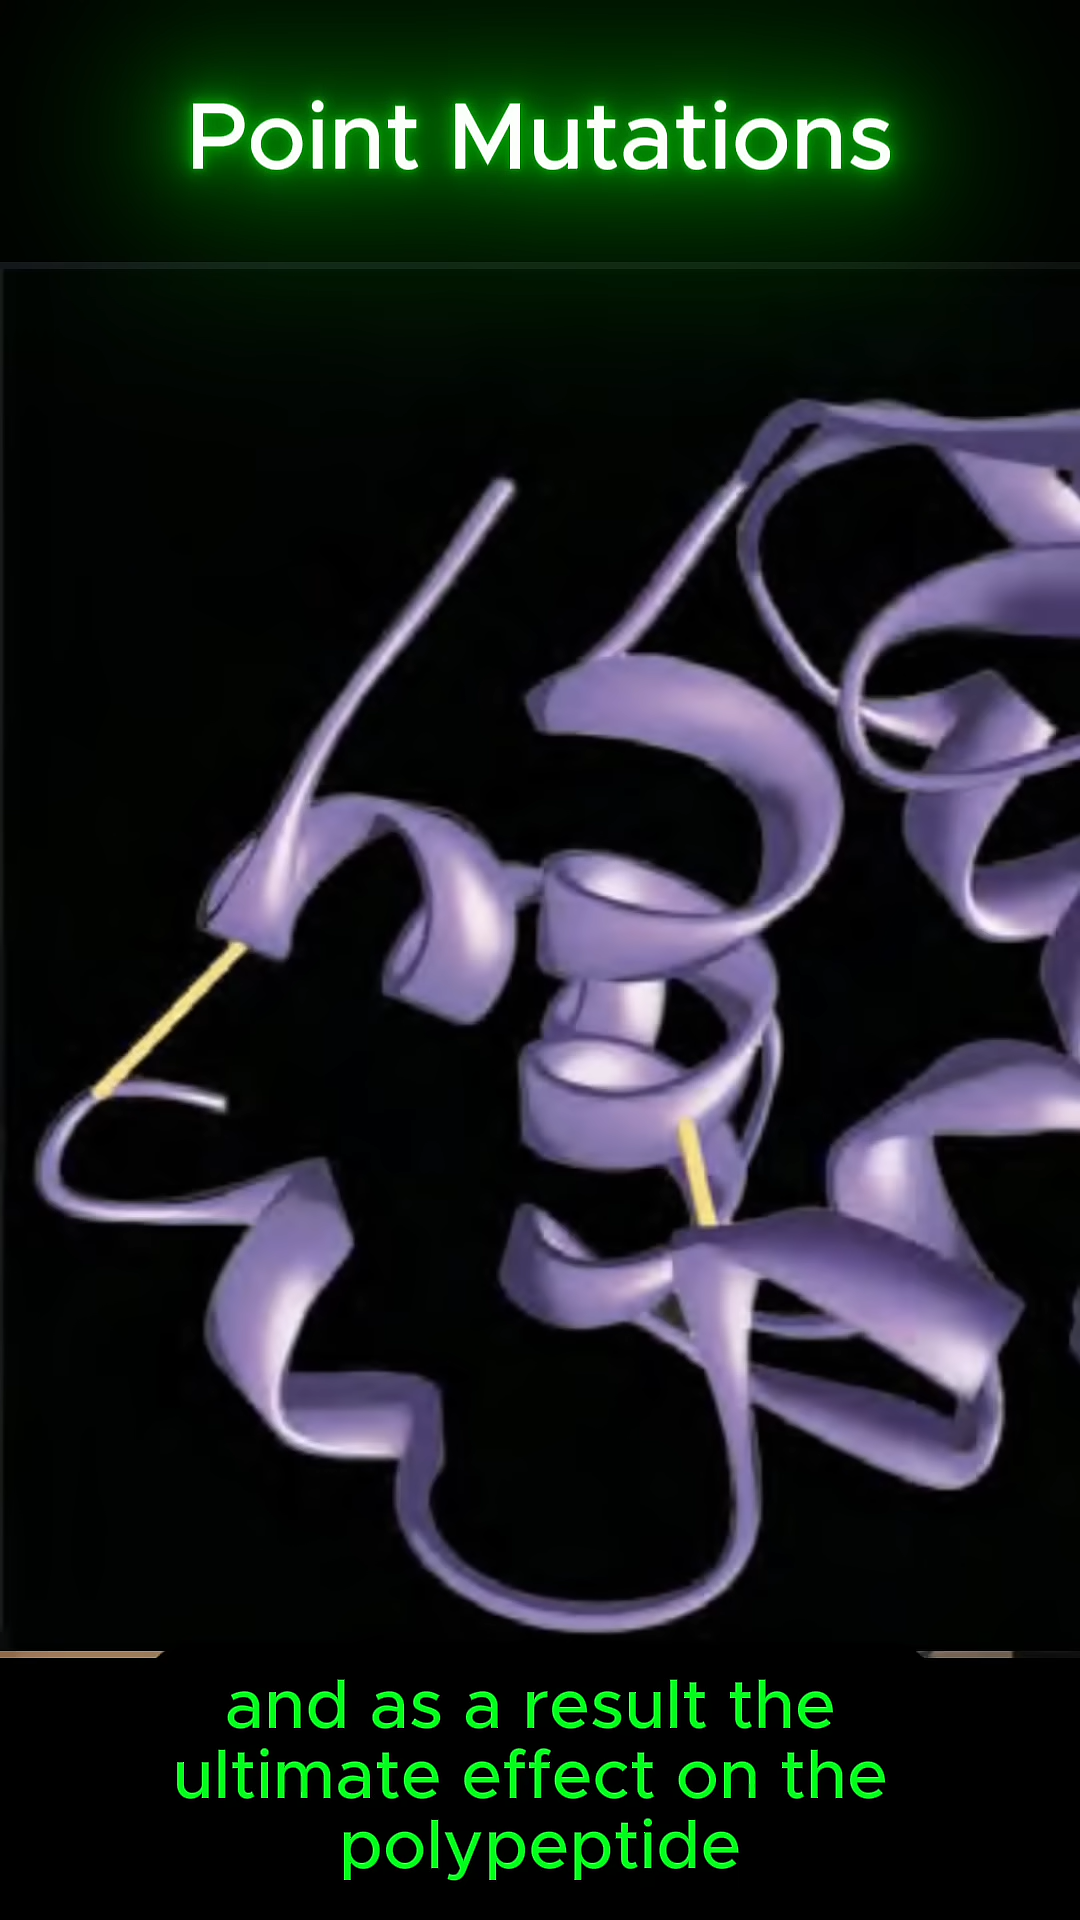 Point Mutations
and as a result the
ultimate effect on the
polypeptide